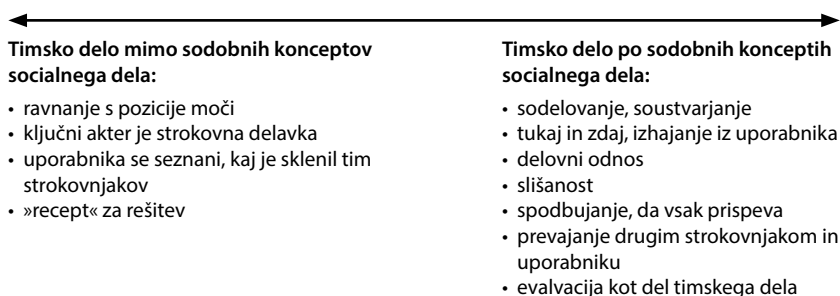 Timsko delo mimo sodobnih konceptov
socialnega dela:
• ravnanje s pozicije moči
• ključni akter je strokovna delavka
• uporabnika se seznani, kaj je sklenil tim
strokovnjakov
• »recept« za rešitev
Timsko delo po sodobnih konceptih
socialnega dela:
• sodelovanje, soustvarjanje
• tukaj in zdaj, izhajanje iz uporabnika
• delovni odnos
• slišanost
• spodbujanje, da vsak prispeva
• prevajanje drugim strokovnjakom in
uporabniku
• evalvacija kot del timskega dela